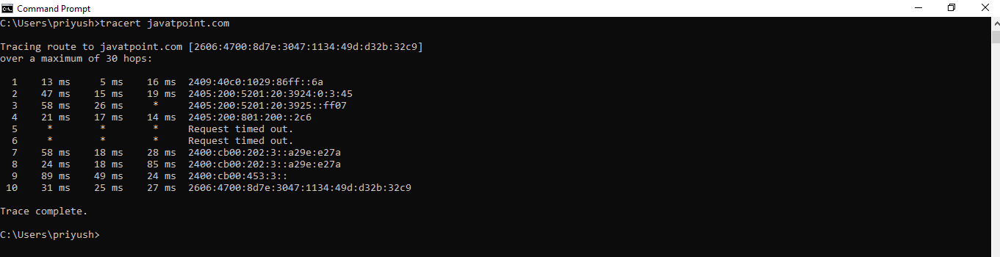 Command Prompt
C:\Users\priyush>tracert javatpoint.com
Tracing route to javatpoint.com [2606:4700:8d7e:3047:1134:49d:d32b:32c9]
over a maximum of 30 hops:
1 13 ms 5 ms 16 ms 2409:40c0:1029:86ff::6a
2 47 ms 15 ms 19 ms 2405:200:5201:20:3924:0:3:45
3 58 ms 26 ms * 2405:200:5201:20:3925::ff07
4 21 ms 17 ms 14 ms 2405:200:801:200::2c6
5 * * * Request timed out.
6 * * * Request timed out.
7 58 ms 18 ms 28 ms 2400:cb00:202:3::a29e:e27a
8 24 ms 18 ms 85 ms 2400:cb00:202:3::a29e:e27a
9 89 ms 49 ms 24 ms 2400:cb00:453:3::
10 31 ms 25 ms 27 ms 2606:4700:8d7e:3047:1134:49d:d32b:32c9
Trace complete.
C:\Users\priyush>